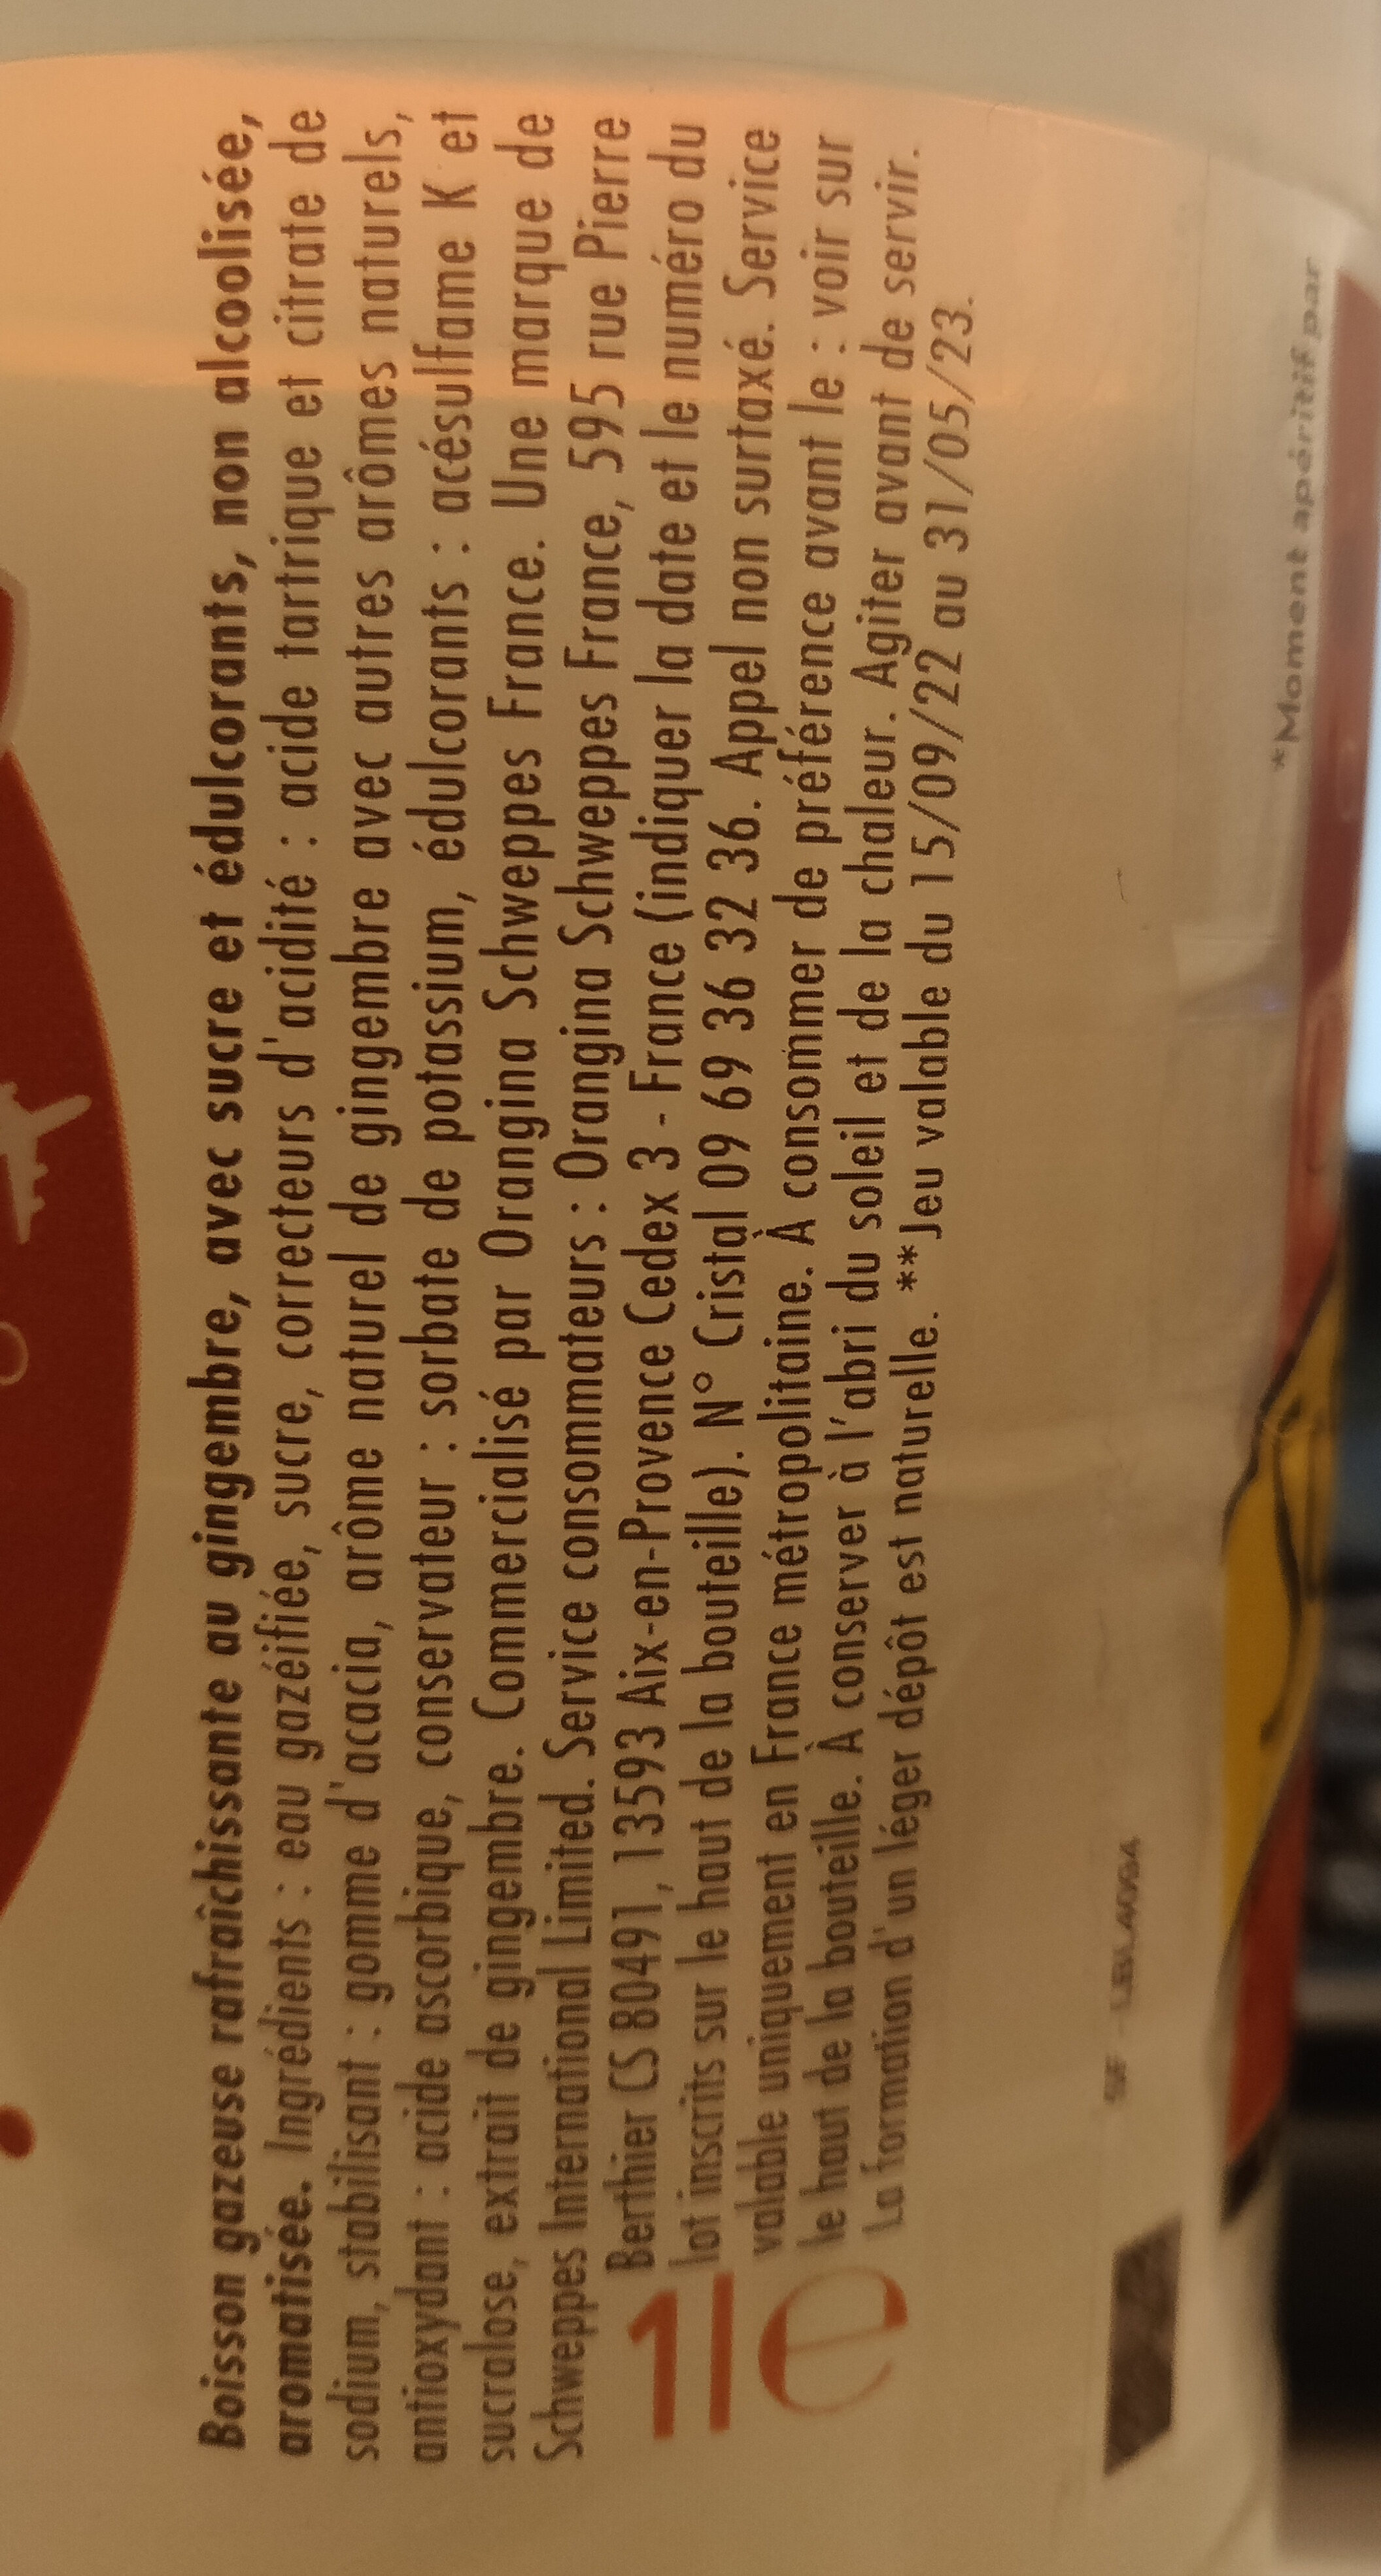 Boisson gazeuse rafraîchissante au gingembre, avec sucre et édulcorants, non alcoolisée,
aromatisée. Ingrédients : eau gazéifiée, sucre, correcteurs d'acidité : acide tartrique et citrate de
sodium, stabilisant : gomme d'acacia, arôme naturel de gingembre avec autres arômes naturels,
antioxydant : acide ascorbique, conservateur : sorbate de potassium, édulcorants : acésulfame K et
sucralose, extrait de gingembre. Commercialisé par Orangina Schweppes France. Une marque de
Schweppes International Limited. Service consommateurs : Orangina Schweppes France, 595 rue Pierre
Berthier CS 80491, 13593 Aix-en-Provence Cedex 3 - France (indiquer la date et le numéro du
lot inscrits sur le haut de la bouteille). N° Cristal 09 69 36 32 36. Appel non surtaxé. Service
valable uniquement en France métropolitaine. À consommer de préférence avant le : voir sur
le haut de la bouteille. À conserver à l'abri du soleil et de la chaleur. Agiter avant de servir.
La formation d'un léger dépôt est naturelle. **Jeu valable du 15/09/22 au 31/05/23.
1l e
*Moment apéritif par